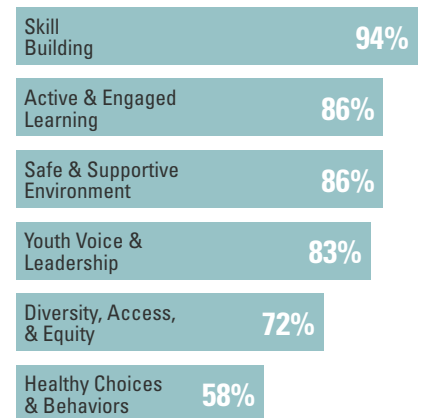 Skill
Building
94%
Active & Engaged
Learning
86%
Safe & Supportive
Environment
86%
Youth Voice &
Leadership
83%
Diversity, Access,
& Equity
72%
Healthy Choices
& Behaviors
58%